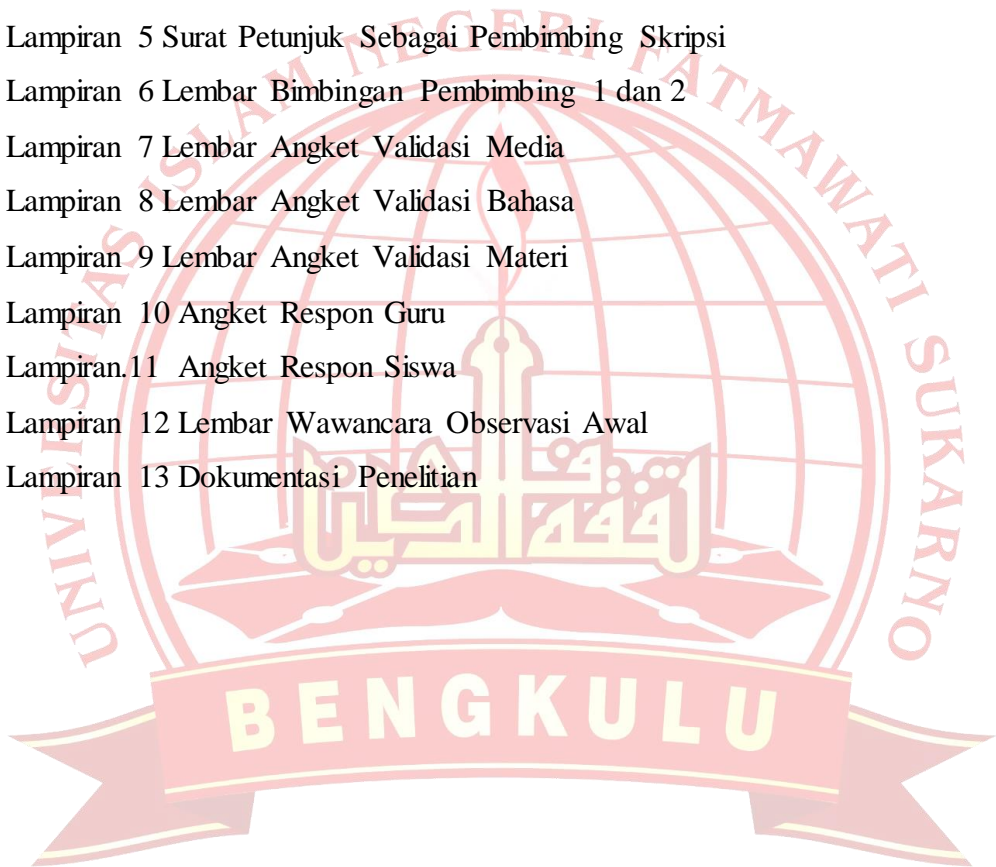 Lampiran 5 Surat Petunjuk Sebagai Pembimbing Skripsi
Lampiran 6 Lembar Bimbingan Pembimbing 1 dan 2
Lampiran 7 Lembar Angket Validasi Media
Lampiran 8 Lembar Angket Validasi Bahasa
Lampiran 9 Lembar Angket Validasi Materi
Lampiran 10 Angket Respon Guru
Lampiran.11 Angket Respon Siswa
Lampiran 12 Lembar Wawancara Observasi Awal
Lampiran 13 Dokumentasi Penelitian
UNIVERSITAS ISLAM NEGERI FATMAWATI SUKARNO
BENGKULU